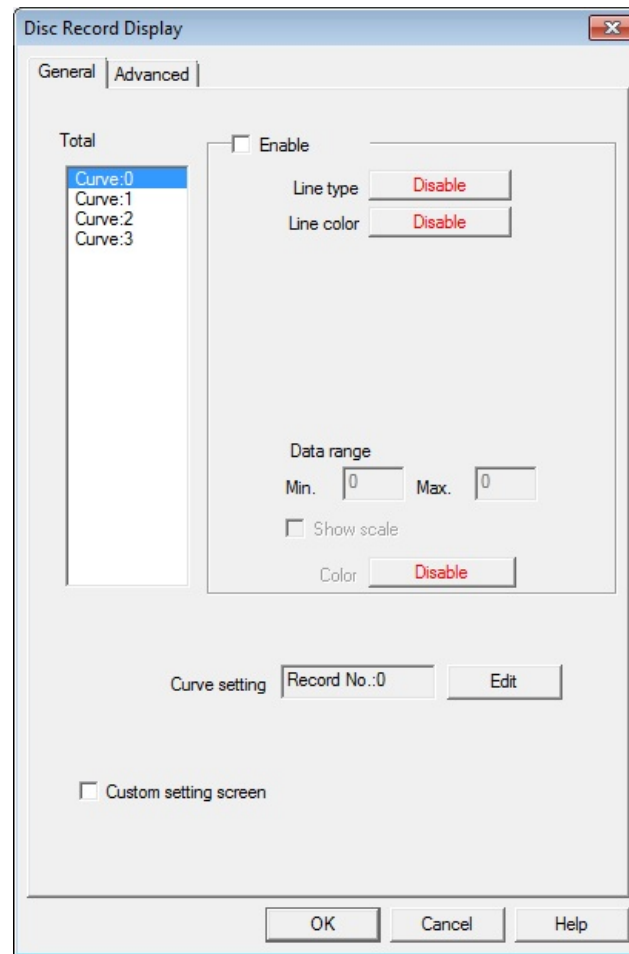 Disc Record Display
General
Advanced
Total
Enable
Curve:0
Curve:1
Curve:2
Curve:3
Line type
Disable
Line color
Disable
Data range
Min.
0
Max.
0
Show scale
Color
Disable
Curve setting
Record No.:0
Edit
Custom setting screen
OK
Cancel
Help